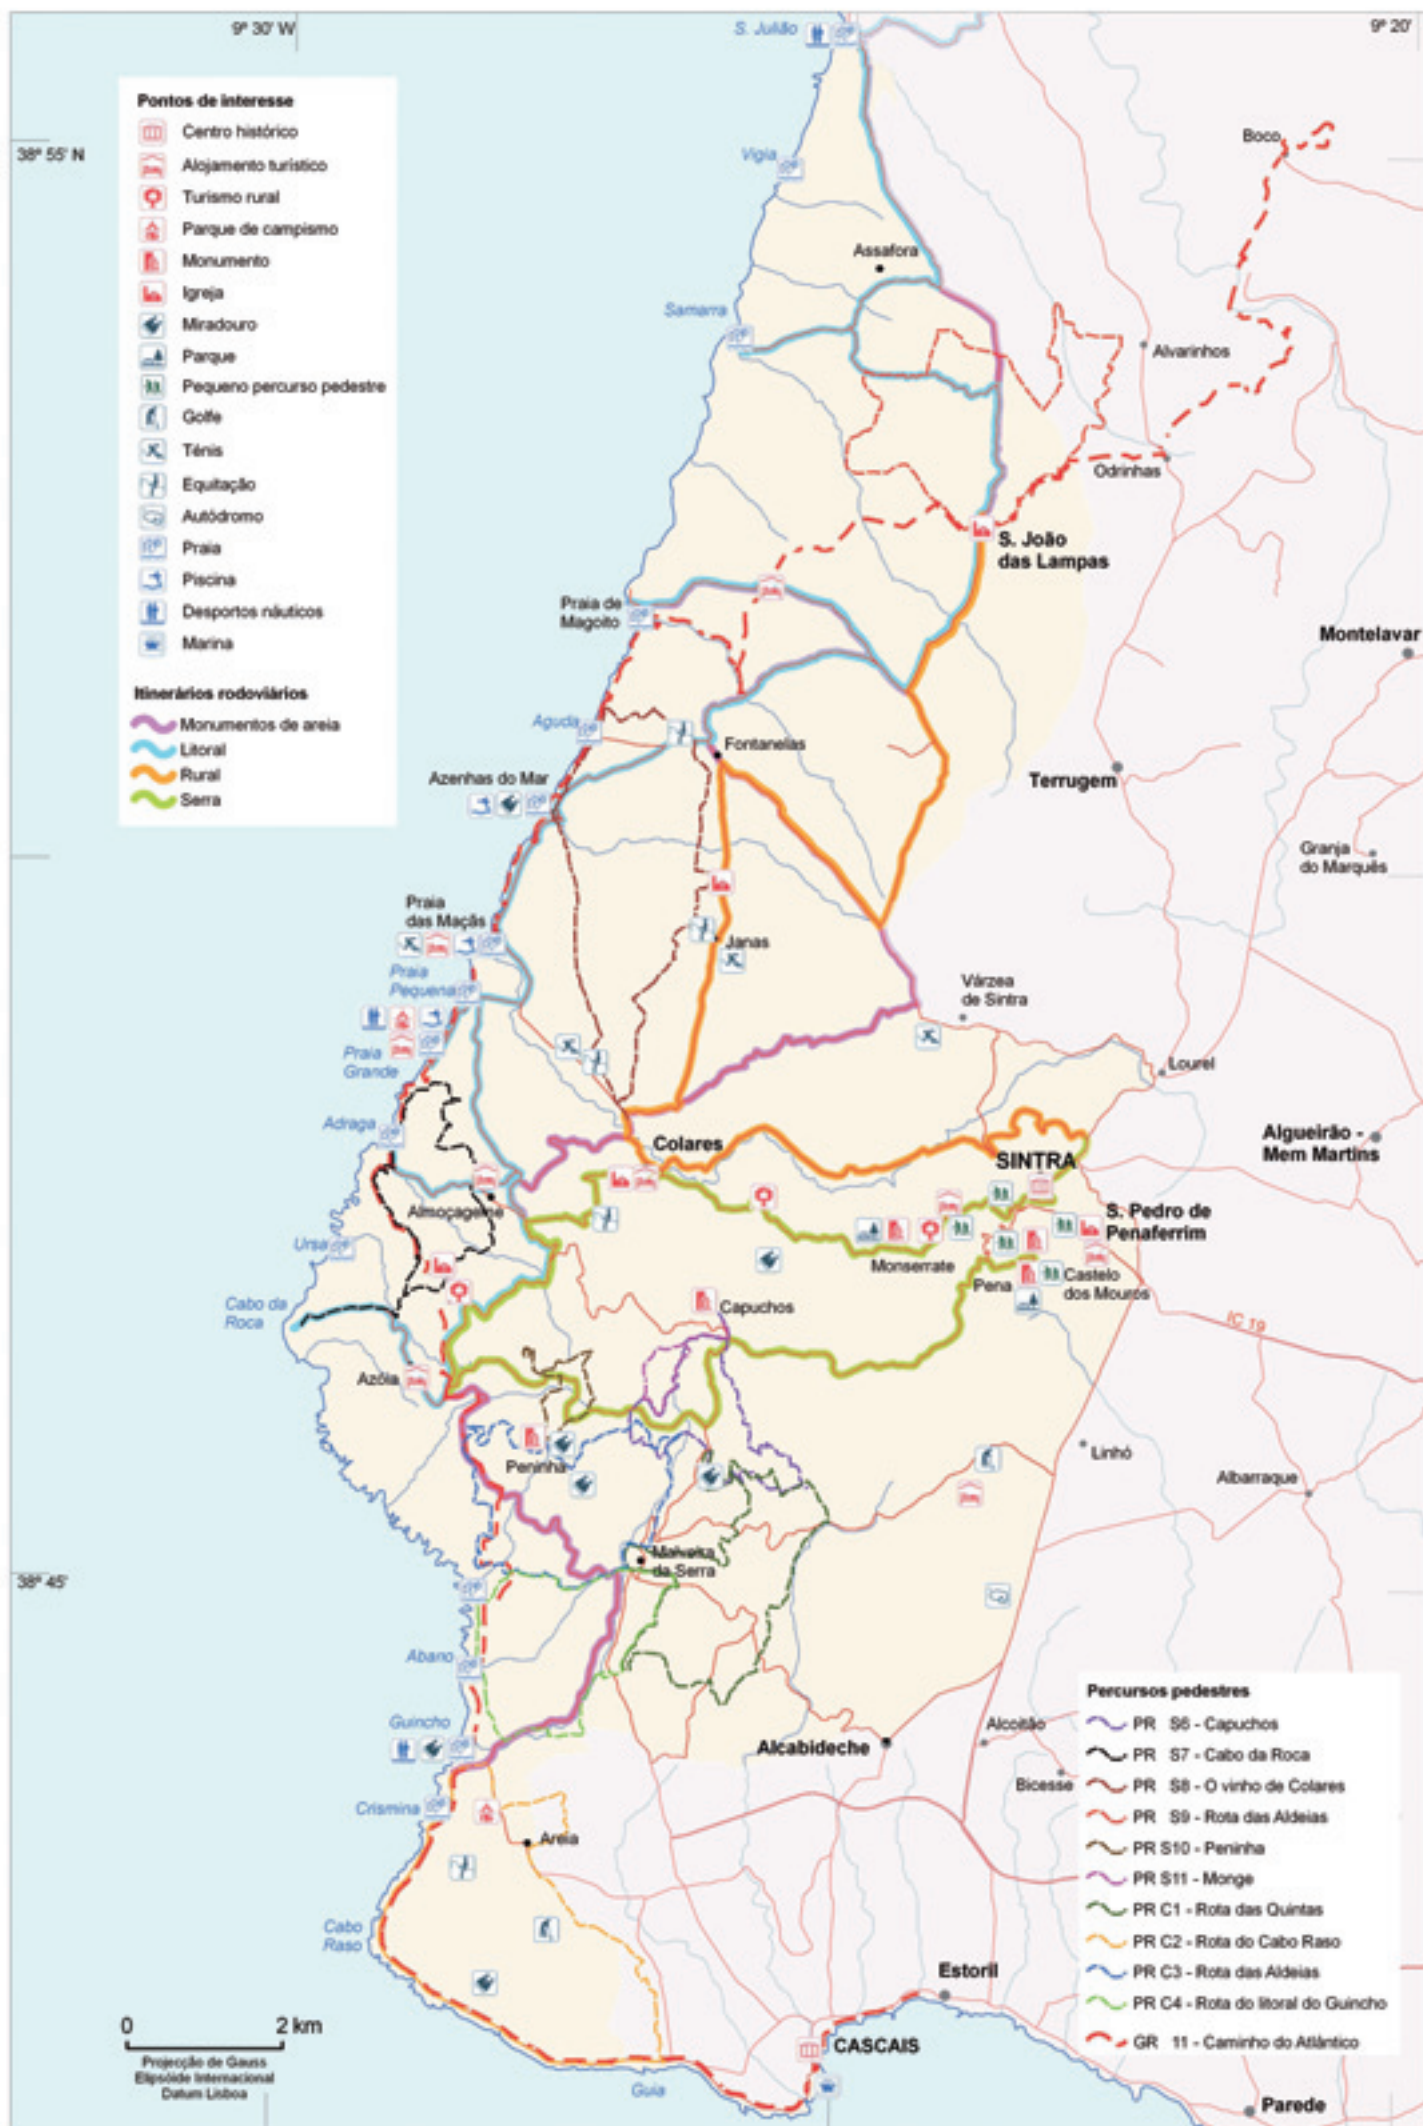 9º 30' W
9º 20'
S. Julião
38º 55' N
Pontos de interesse
Centro histórico
Alojamento turístico
Turismo rural
Parque de campismo
Monumento
Igreja
Miradouro
Parque
Pequeno percurso pedestre
Golfe
Ténis
Equitação
Autódromo
Praia
Piscina
Desportos náuticos
Marina
Itinerários rodoviários
Monumentos de areia
Litoral
Rural
Serra
Boco
Vigia
Assafora
Samarra
Alvarinhos
Odrinhas
S. João
das Lampas
Praia de
Magoito
Montelavar
Aguda
Fontanelas
Azenhas do Mar
Terrugem
Granja
do Marquês
Praia
das Maçãs
Janas
Praia
Pequena
Várzea
de Sintra
Praia
Grande
Lourel
Adraga
Colares
Algueirão -
Mem Martins
SINTRA
Almoçageme
S. Pedro de
Penaferrim
Ursa
Monserrate
Pena
Castelo
dos Mouros
Cabo da
Roca
Capuchos
IC 19
Azóia
Peninha
Linhó
Albarraque
Malveira
da Serra
38º 45'
Abano
Guincho
Alcabideche
Alcoitão
Bicesse
Crismina
Areia
Cabo
Raso
Estoril
CASCAIS
Guia
Parede
Percursos pedestres
PR S6 - Capuchos
PR S7 - Cabo da Roca
PR S8 - O vinho de Colares
PR S9 - Rota das Aldeias
PR S10 - Peninha
PR S11 - Monge
PR C1 - Rota das Quintas
PR C2 - Rota do Cabo Raso
PR C3 - Rota das Aldeias
PR C4 - Rota do litoral do Guincho
GR 11 - Caminho do Atlântico
0 2 km
Projecção de Gauss
Elipsóide Internacional
Datum Lisboa